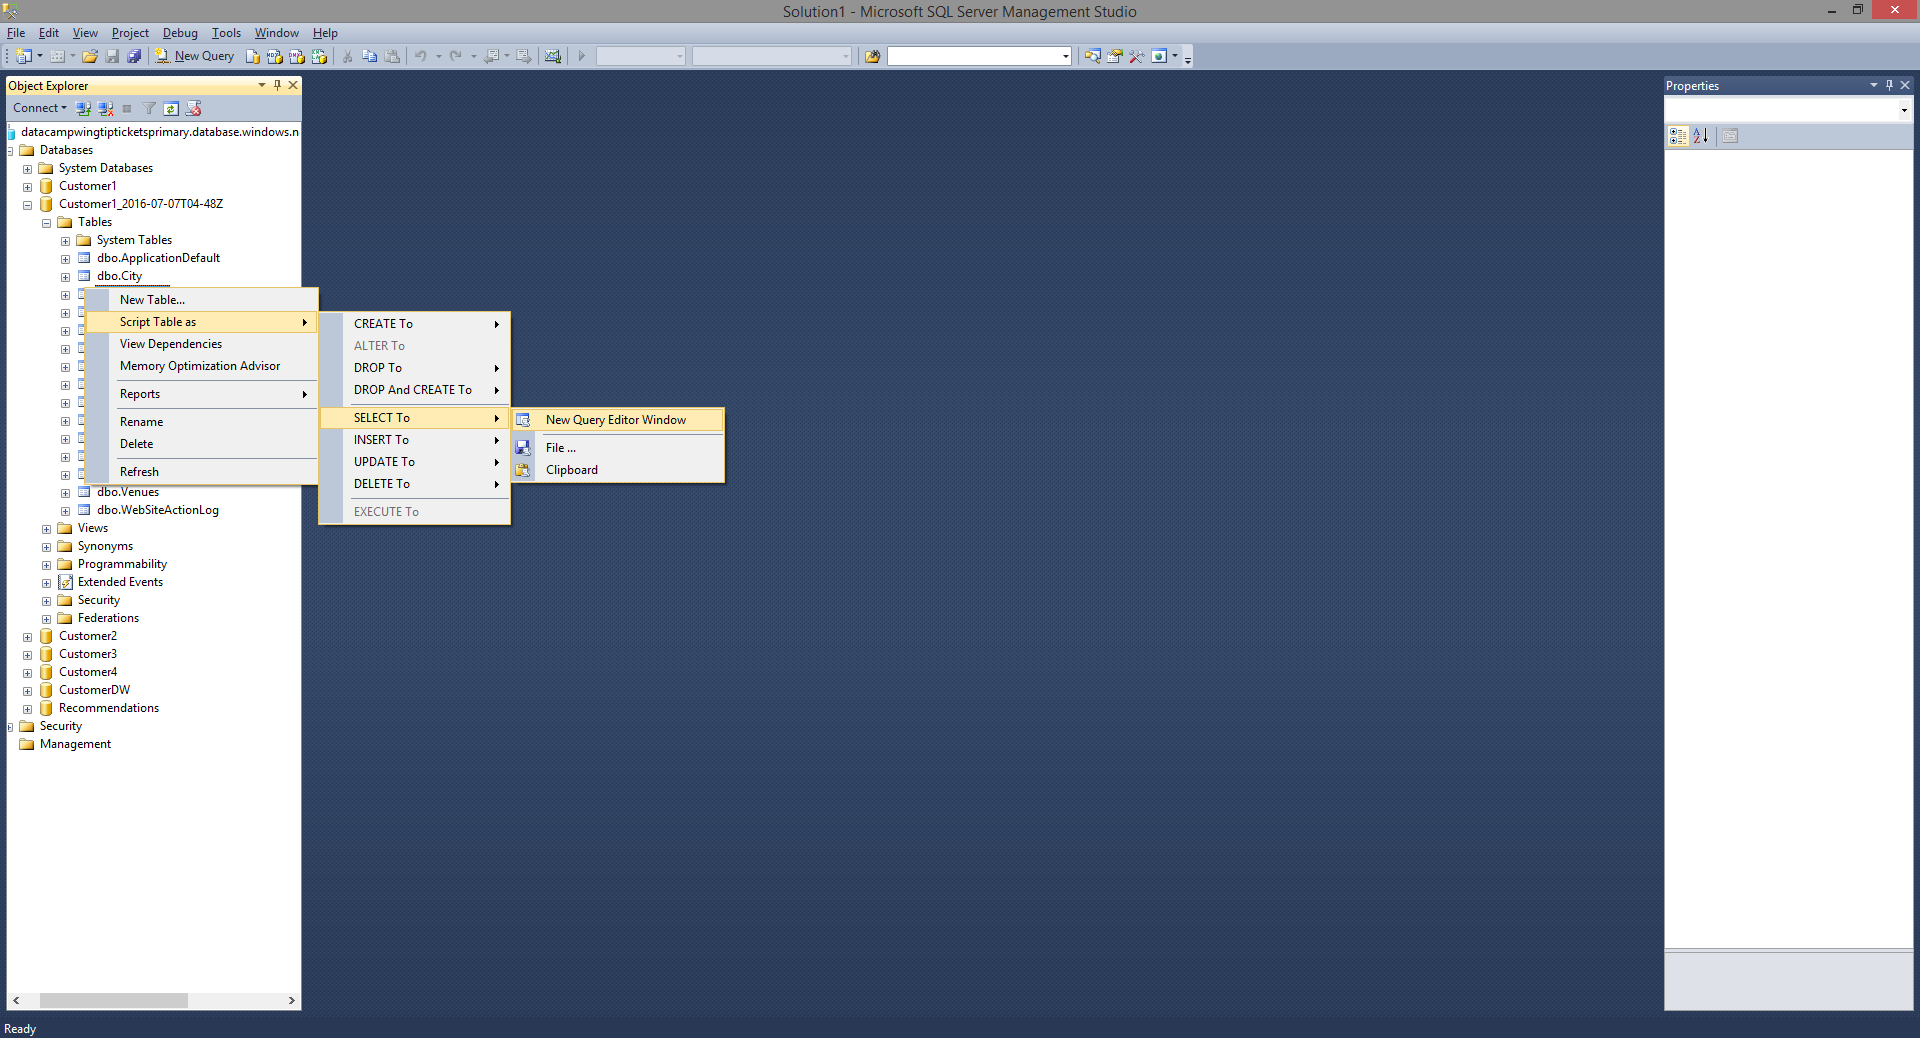 Solution1 - Microsoft SQL Server Management Studio
File Edit View Project Debug Tools Window Help
New Query
Object Explorer
Connect
datacampwingtipticketsprimary.database.windows.n
Databases
System Databases
Customer1
Customer1_2016-07-07T04-48Z
Tables
System Tables
dbo.ApplicationDefault
dbo.City
New Table...
Script Table as
View Dependencies
Memory Optimization Advisor
Reports
Rename
Delete
Refresh
CREATE To
ALTER To
DROP To
DROP And CREATE To
SELECT To
INSERT To
UPDATE To
DELETE To
EXECUTE To
New Query Editor Window
File ...
Clipboard
dbo.Venues
dbo.WebSiteActionLog
Views
Synonyms
Programmability
Extended Events
Security
Federations
Customer2
Customer3
Customer4
CustomerDW
Recommendations
Security
Management
Properties
Ready